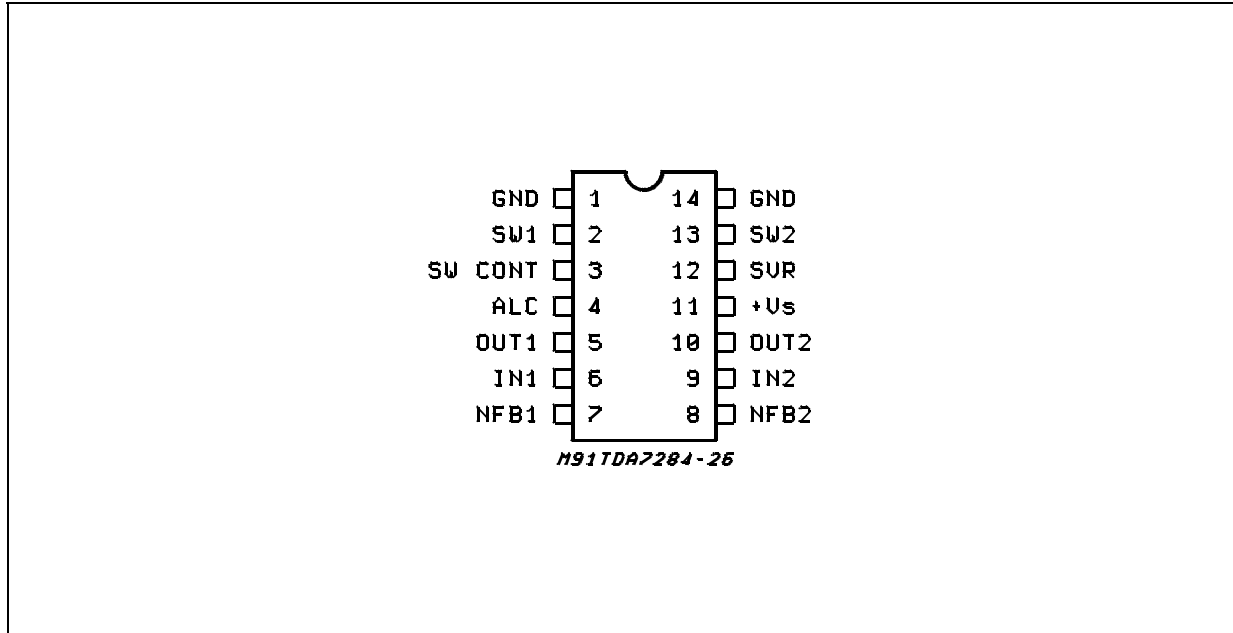 GND 1 14 GND
SW1 2 13 SW2
SW CONT 3 12 SVR
ALC 4 11 +Vs
OUT1 5 10 OUT2
IN1 6 9 IN2
NFB1 7 8 NFB2
M91TDA7284-26